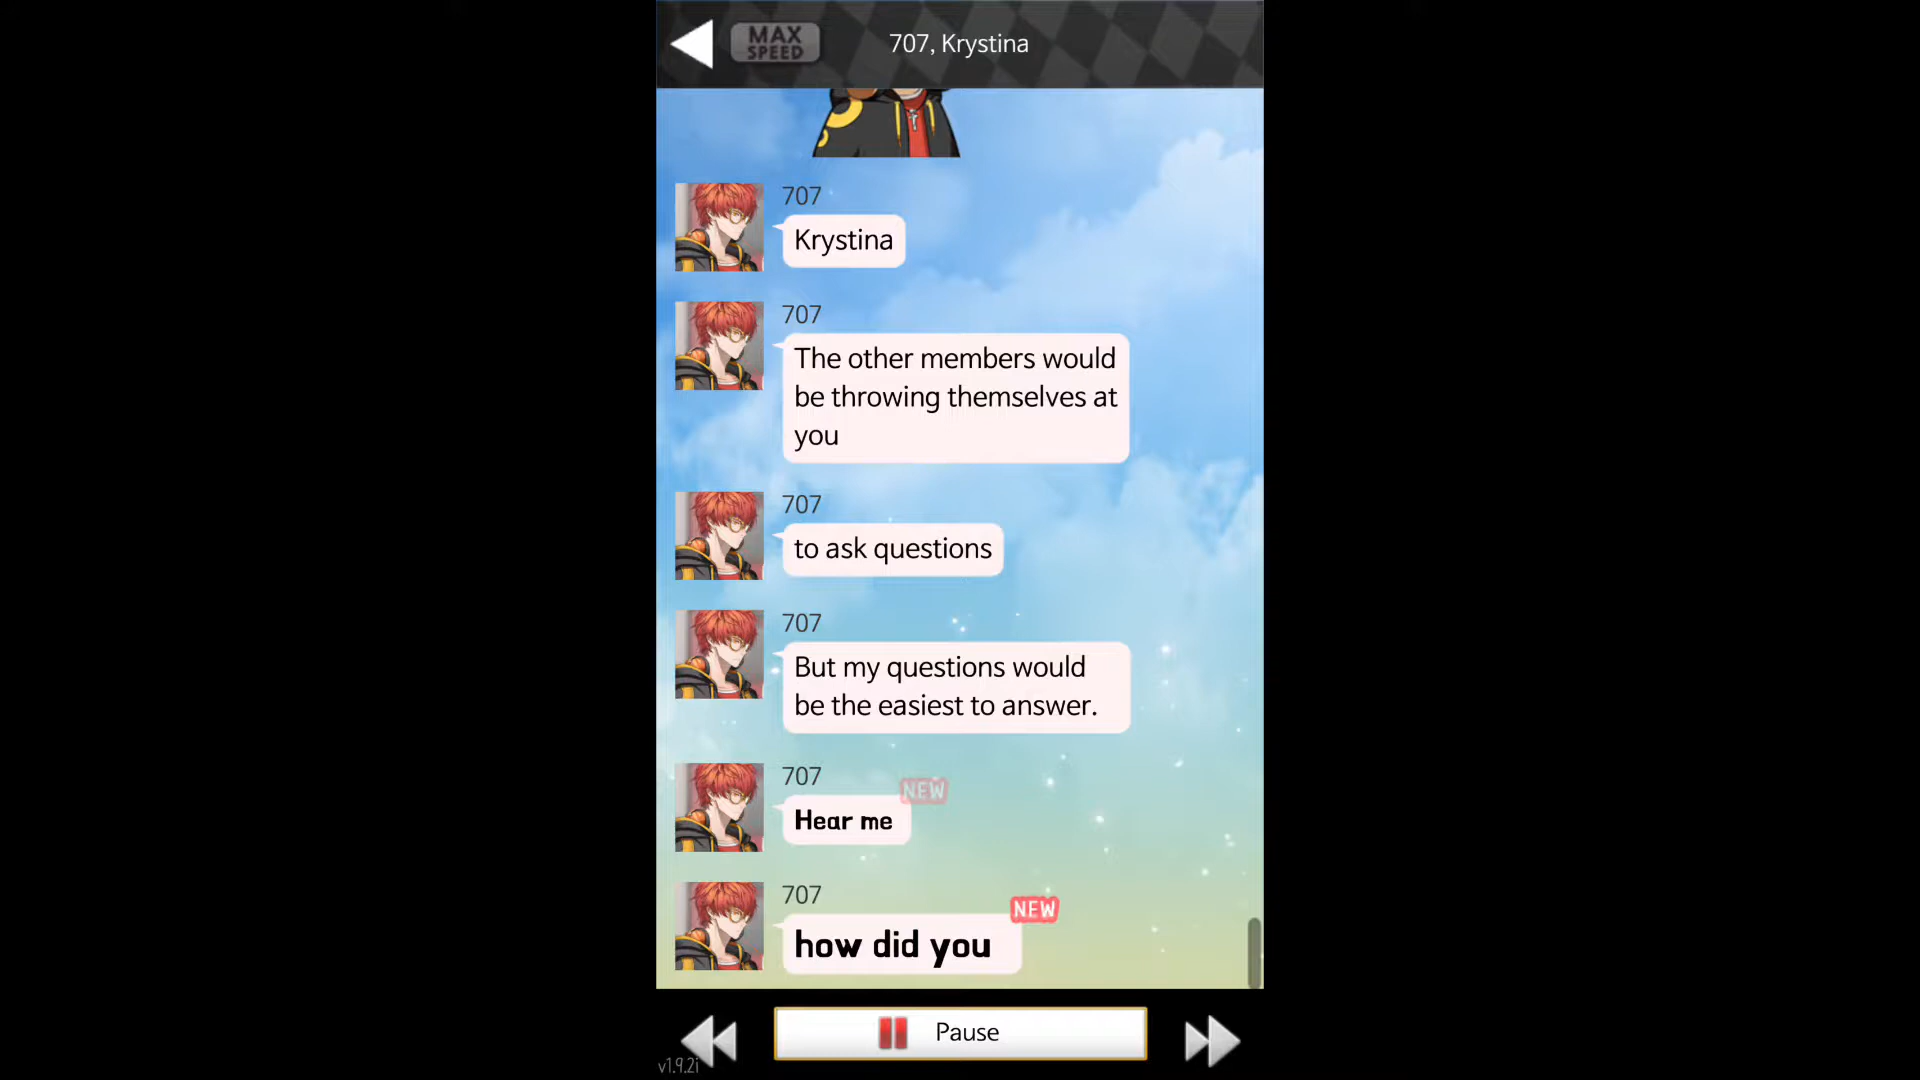 MAX
SPEED
707, Krystina
707
Krystina
707
The other members would
be throwing themselves at
you
707
to ask questions
707
But my questions would
be the easiest to answer.
707
NEW
Hear me
707
NEW
how did you
Pause
v1.9.2i